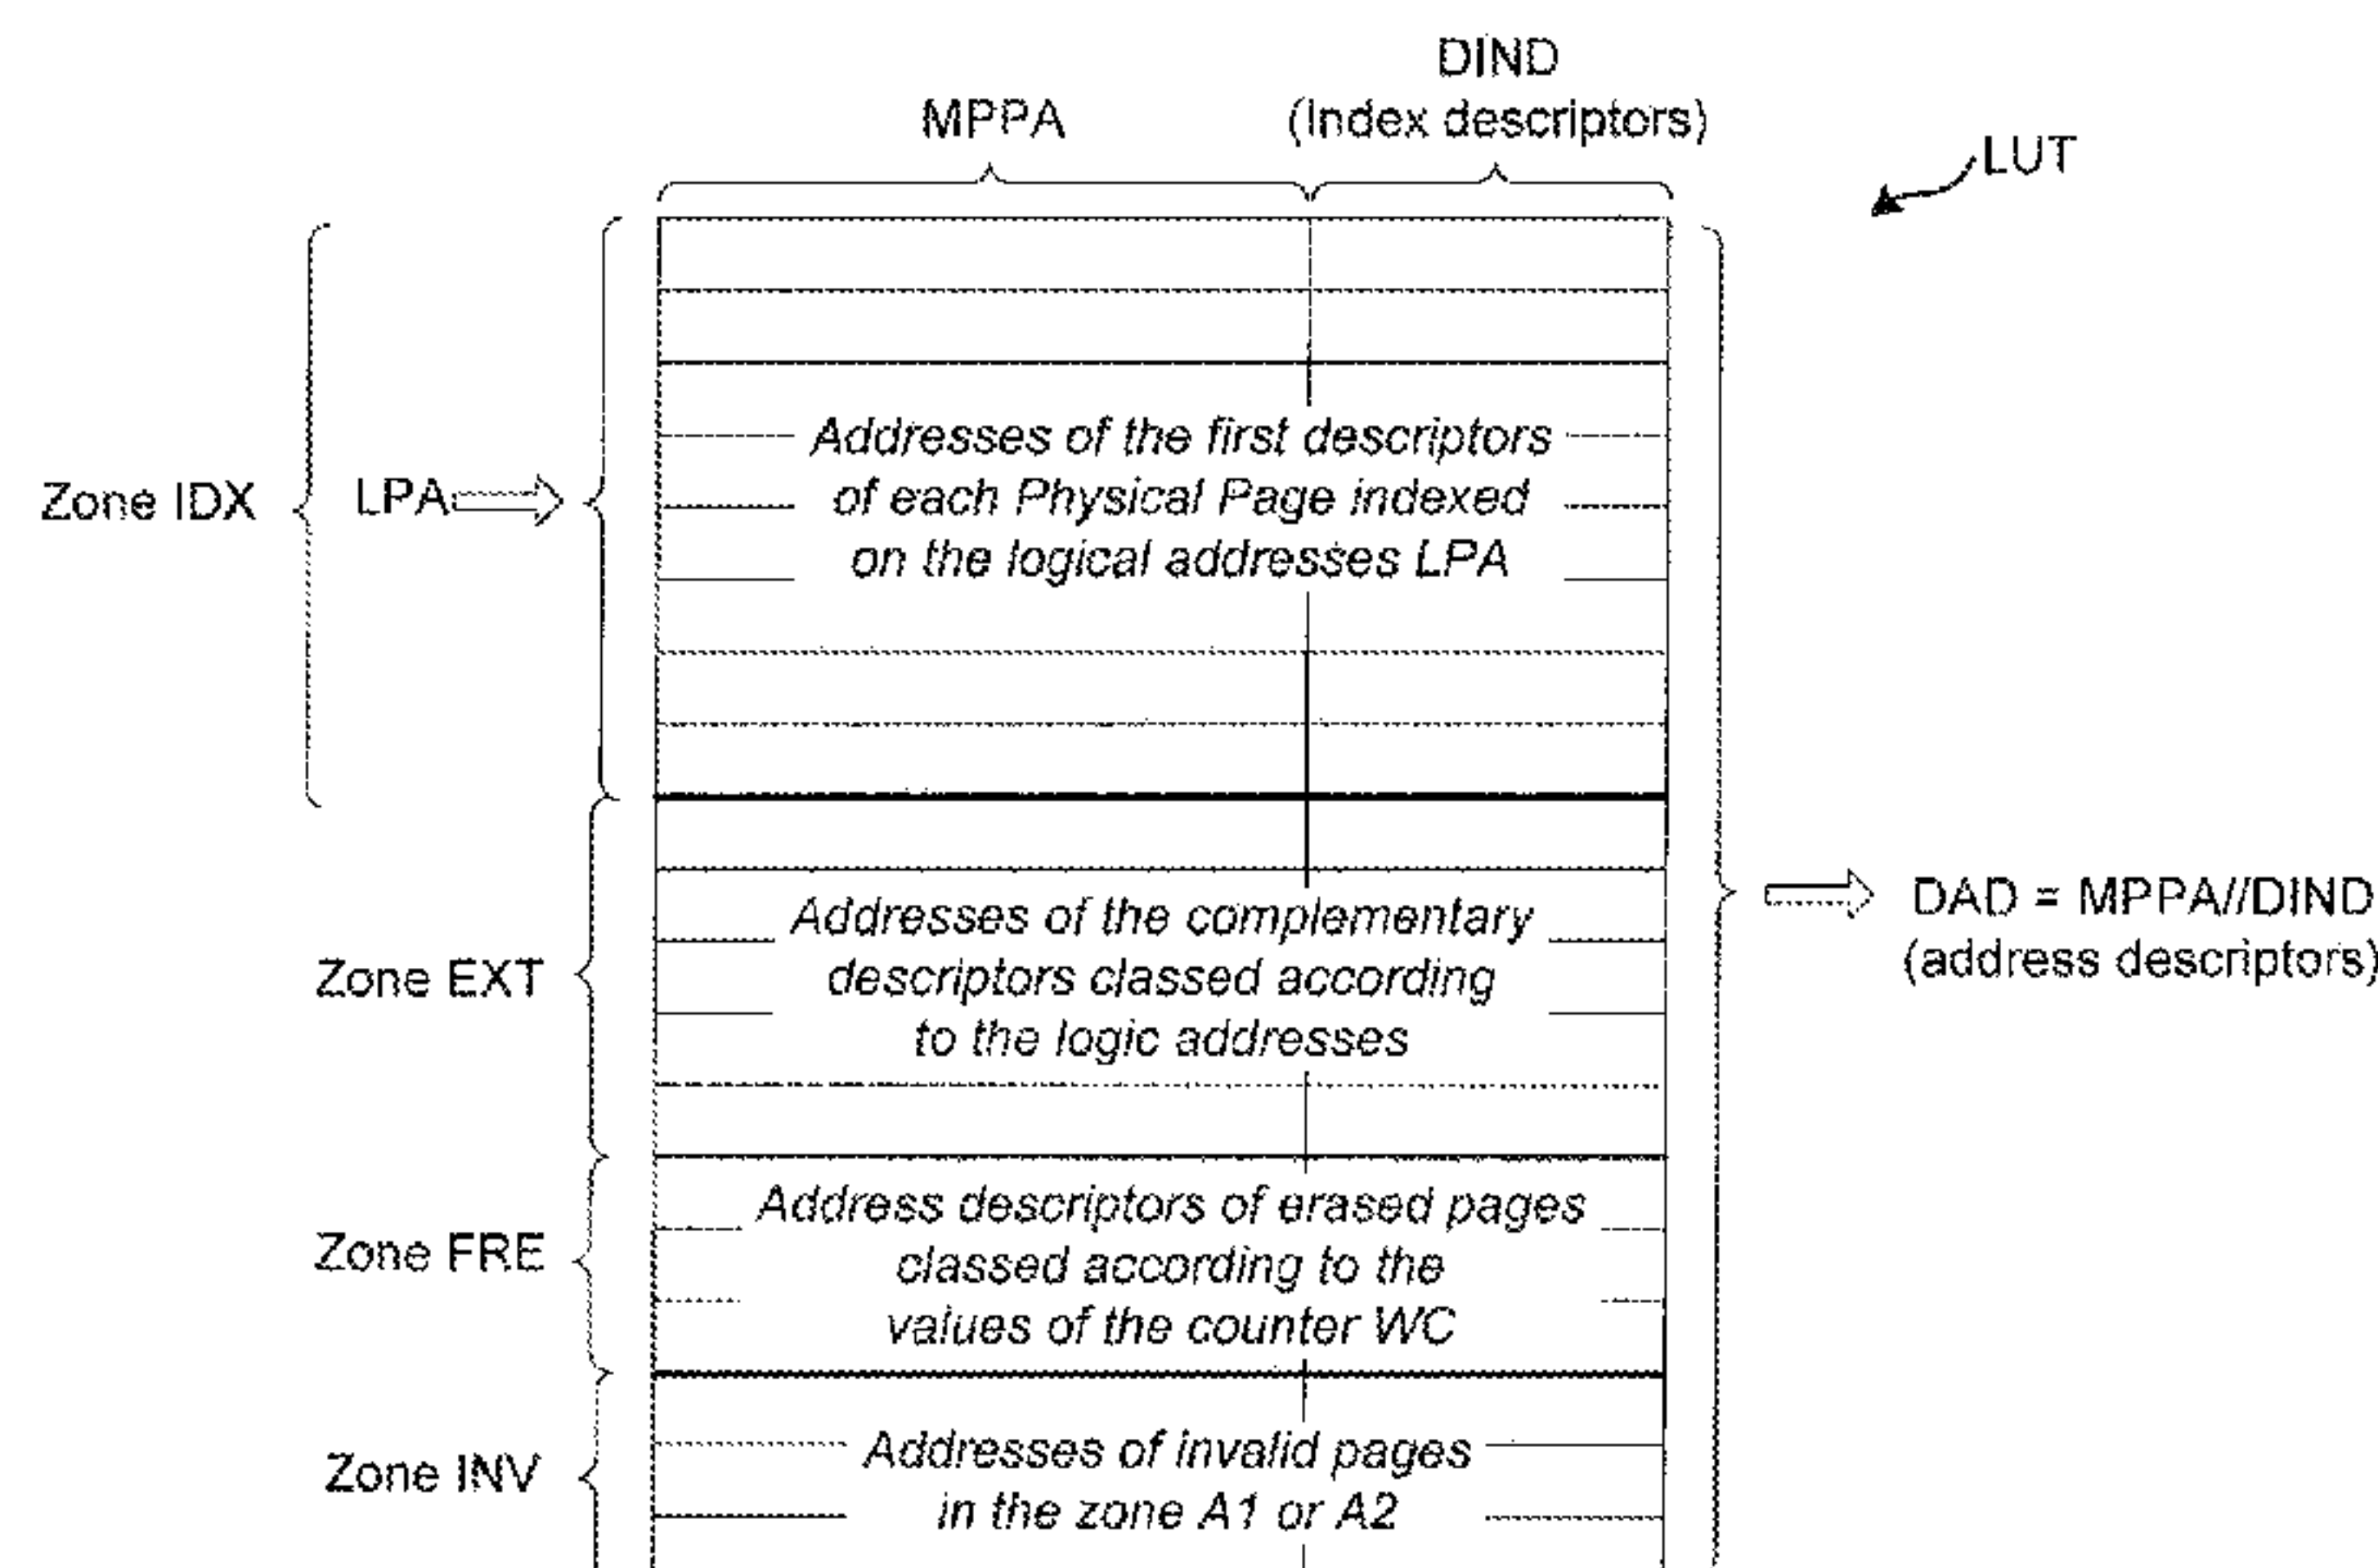 DIND
MPPA
(Index descriptors)
LUT
Addresses of the first descriptors
of each Physical Page indexed
on the logical addresses LPA
Zone IDX
LPA
DAD = MPPA//DIND
(address descriptors)
Addresses of the complementary
descriptors classed according
to the logic addresses
Zone EXT
Address descriptors of erased pages
classed according to the
values of the counter WC
Zone FRE
Addresses of invalid pages
in the zone A1 or A2
Zone INV